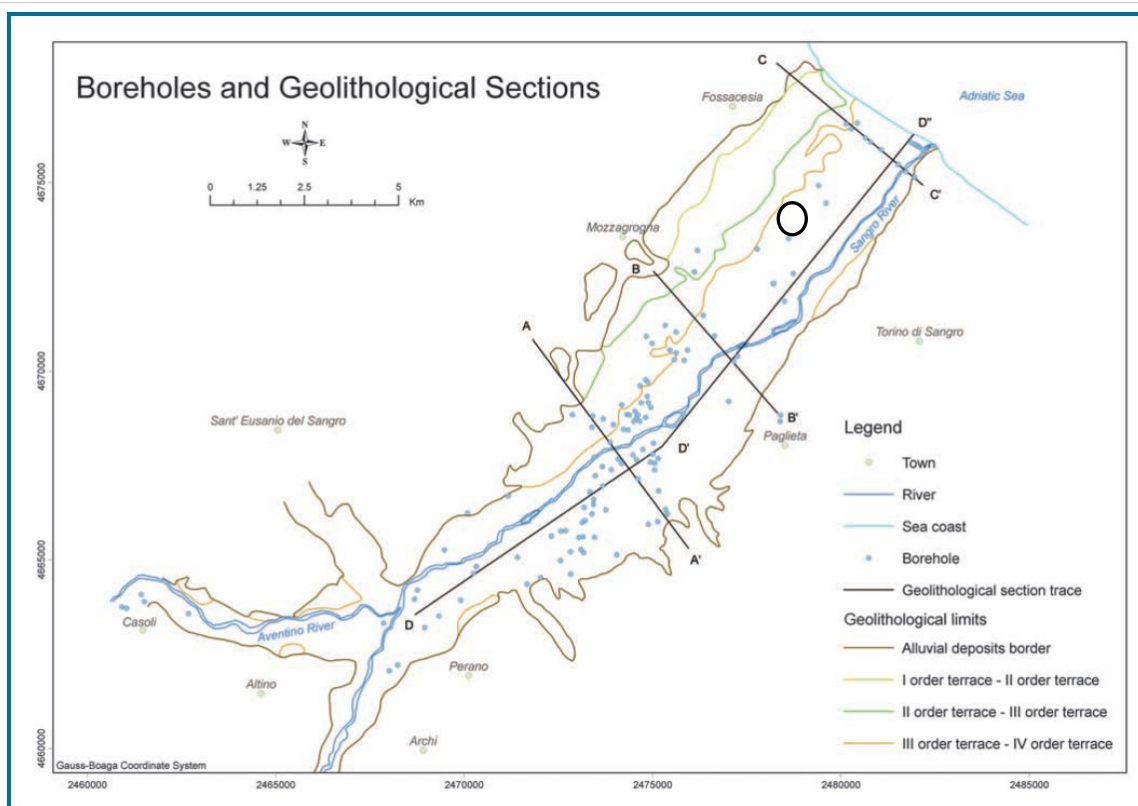 Boreholes and Geolithological Sections
N
W E
S
0 1.25 2.5 5
Km
C
Fossacesia
Adriatic Sea
D''
C'
Sangro River
Mozzagrogna
B
A
Torino di Sangro
Sant' Eusanio del Sangro
B'
Paglieta
D'
A'
D
Casoli
Aventino River
Perano
Altino
Archi
Legend
Town
River
Sea coast
Borehole
Geolithological section trace
Geolithological limits
Alluvial deposits border
I order terrace - II order terrace
II order terrace - III order terrace
III order terrace - IV order terrace
Gauss-Boaga Coordinate System
4675000
4670000
4665000
4660000
2460000 2465000 2470000 2475000 2480000 2485000